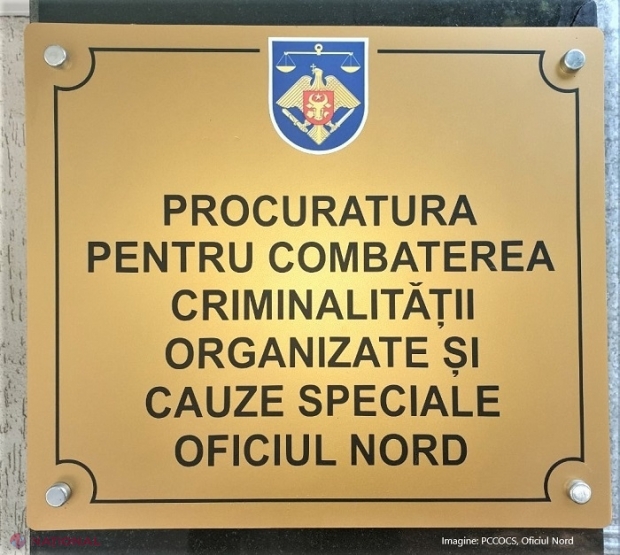 PROCURATURA
PENTRU COMBATEREA
CRIMINALITĂȚII
ORGANIZATE ȘI
CAUZE SPECIALE
OFICIUL NORD
Imagine: PCCOCS, Oficiul Nord